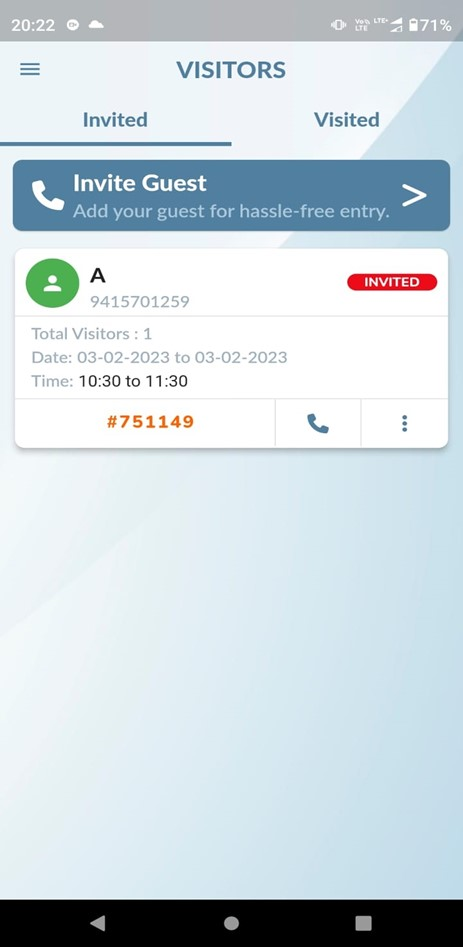 20:22 71%
VISITORS
Invited Visited
Invite Guest
Add your guest for hassle-free entry.
A
INVITED
9415701259
Total Visitors : 1
Date: 03-02-2023 to 03-02-2023
Time: 10:30 to 11:30
#751149